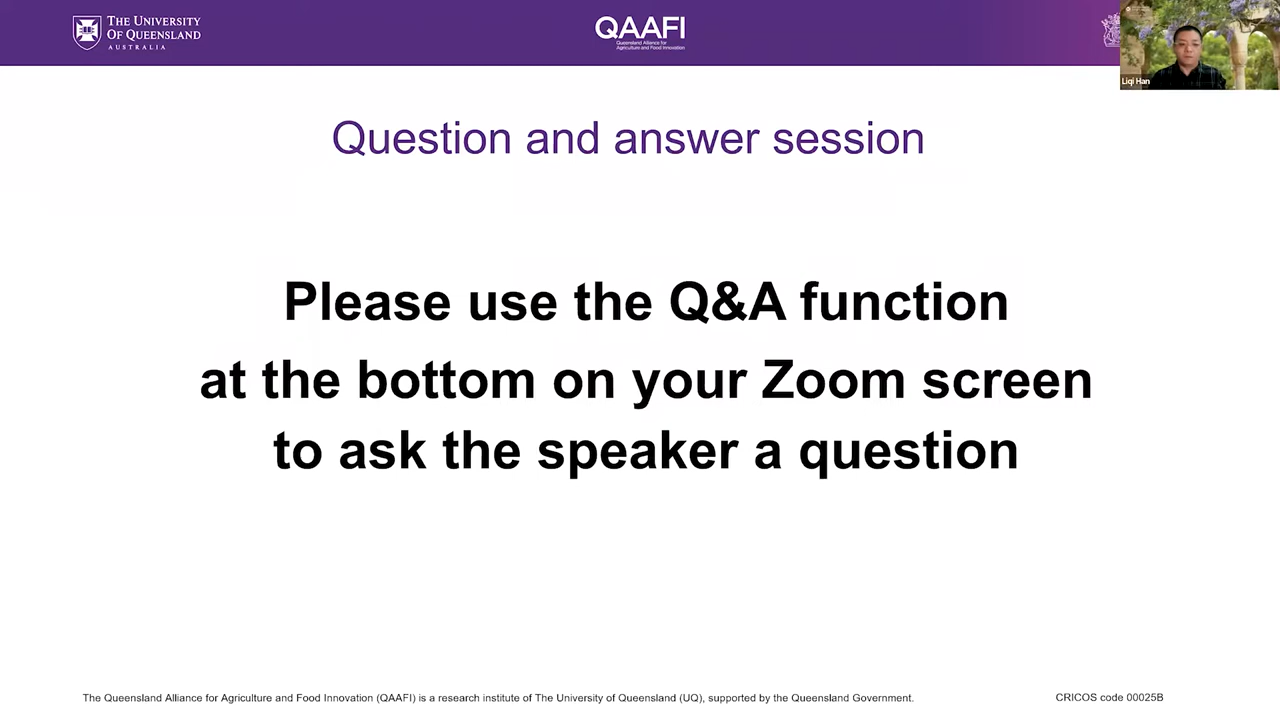 THE UNIVERSITY
OF QUEENSLAND
AUSTRALIA
QAAFI
Queensland Alliance for
Agriculture and Food Innovation
Liqi Han
Question and answer session
Please use the Q&A function
at the bottom on your Zoom screen
to ask the speaker a question
The Queensland Alliance for Agriculture and Food Innovation (QAAFI) is a research institute of The University of Queensland (UQ), supported by the Queensland Government.
CRICOS code 00025B